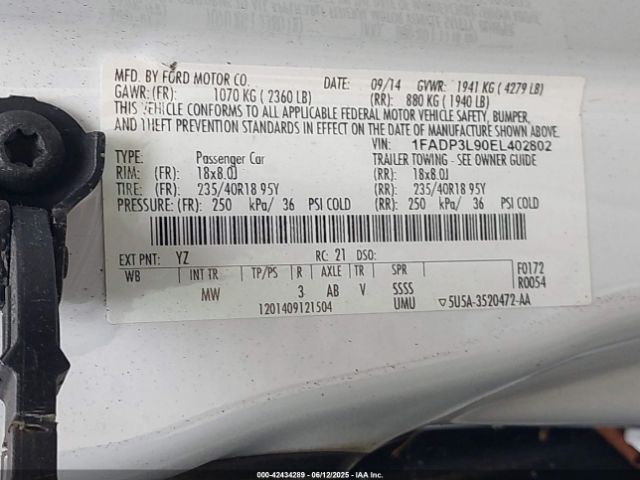 MFD. BY FORD MOTOR CO. DATE: 09/14 GVWR: 1941 KG ( 4279 LB)
GAWR: (FR): 1070 KG ( 2360 LB) (RR): 880 KG ( 1940 LB)
THIS VEHICLE CONFORMS TO ALL APPLICABLE FEDERAL MOTOR VEHICLE SAFETY, BUMPER,
AND THEFT PREVENTION STANDARDS IN EFFECT ON THE DATE OF MANUFACTURE SHOWN ABOVE.
VIN: 1FADP3L90EL402802
TYPE: Passenger Car TRAILER TOWING - SEE OWNER GUIDE
RIM: (FR): 18x8.0J (RR): 18x8.0J
TIRE: (FR): 235/40R18 95Y (RR): 235/40R18 95Y
PRESSURE: (FR): 250 kPa/ 36 PSI COLD (RR): 250 kPa/ 36 PSI COLD
EXT PNT: YZ RC: 21 DSO:
WB INT TR TP/PS R AXLE TR SPR F0172
MW 3 AB V SSSS R0054
1201409121504 UMU ▽5U5A-3520472-AA
000-42434289 - 06/12/2025 - IAA Inc.